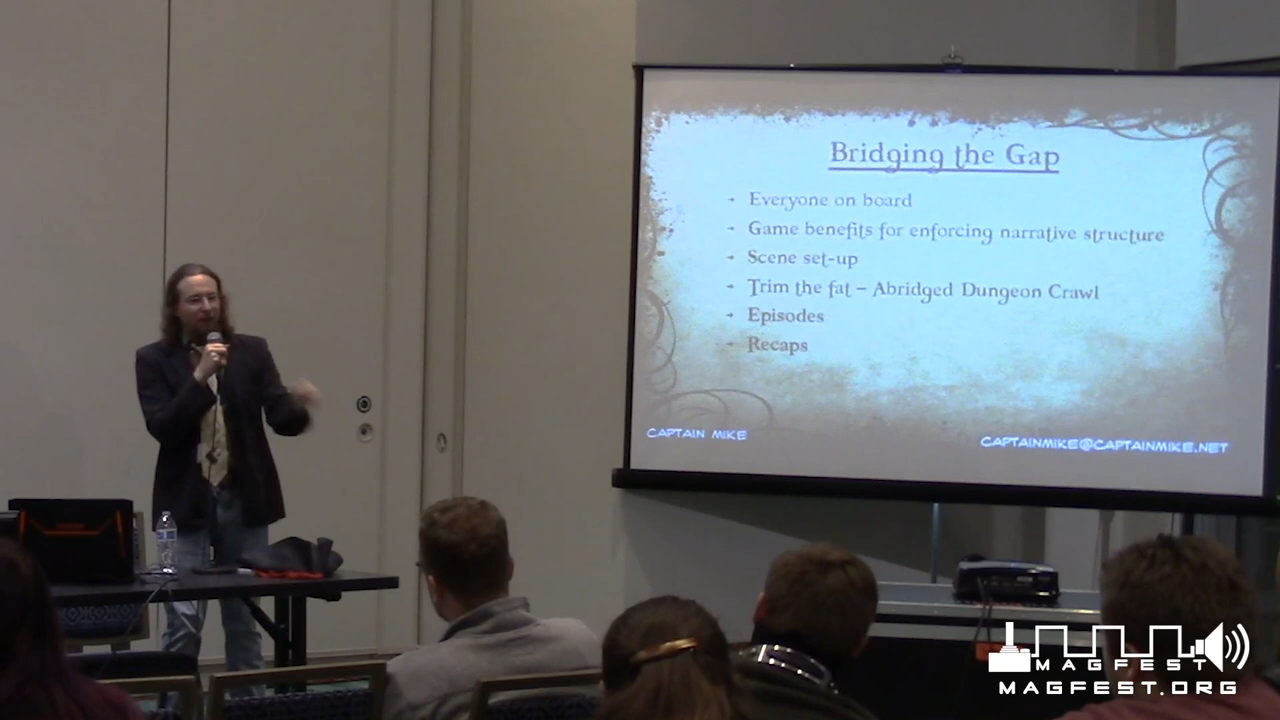 Bridging the Gap
Everyone on board
Game benefits for enforcing narrative structure
Scene set-up
Trim the fat – Abridged Dungeon Crawl
Episodes
Recaps
CAPTAIN MIKE
CAPTAINMIKE@CAPTAINMIKE.NET
MAGFEST
MAGFEST.ORG